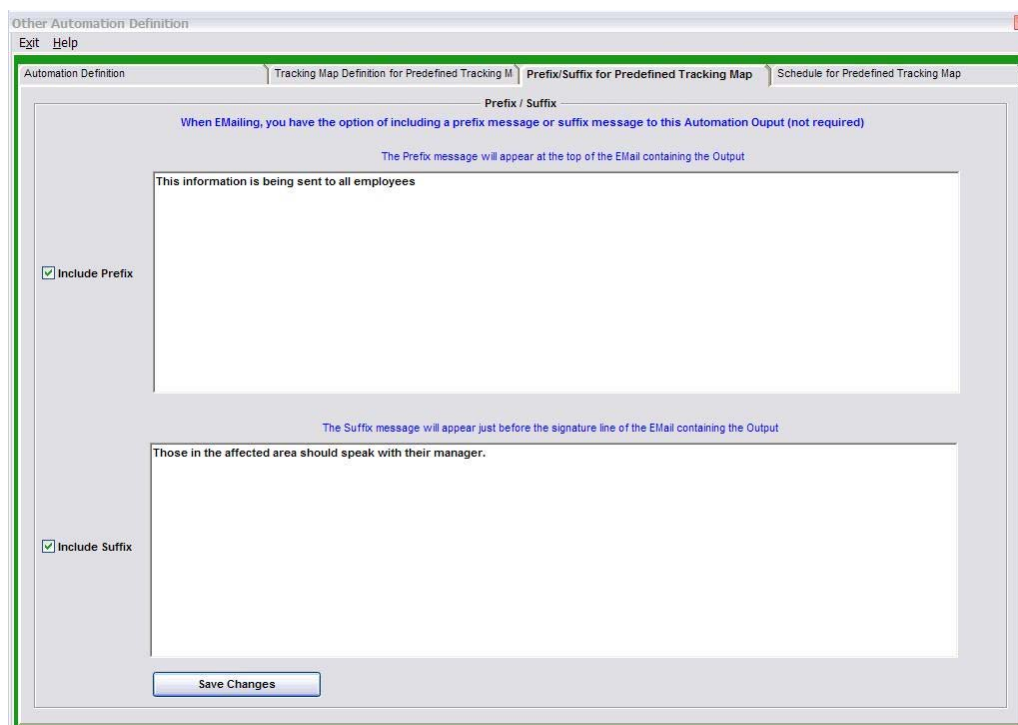 Other Automation Definition
Exit Help
Automation Definition
Tracking Map Definition for Predefined Tracking M
Prefix/Suffix for Predefined Tracking Map
Schedule for Predefined Tracking Map
Prefix / Suffix
When EMailing, you have the option of including a prefix message or suffix message to this Automation Ouput (not required)
The Prefix message will appear at the top of the EMail containing the Output
This information is being sent to all employees
Include Prefix
The Suffix message will appear just before the signature line of the EMail containing the Output
Those in the affected area should speak with their manager.
Include Suffix
Save Changes